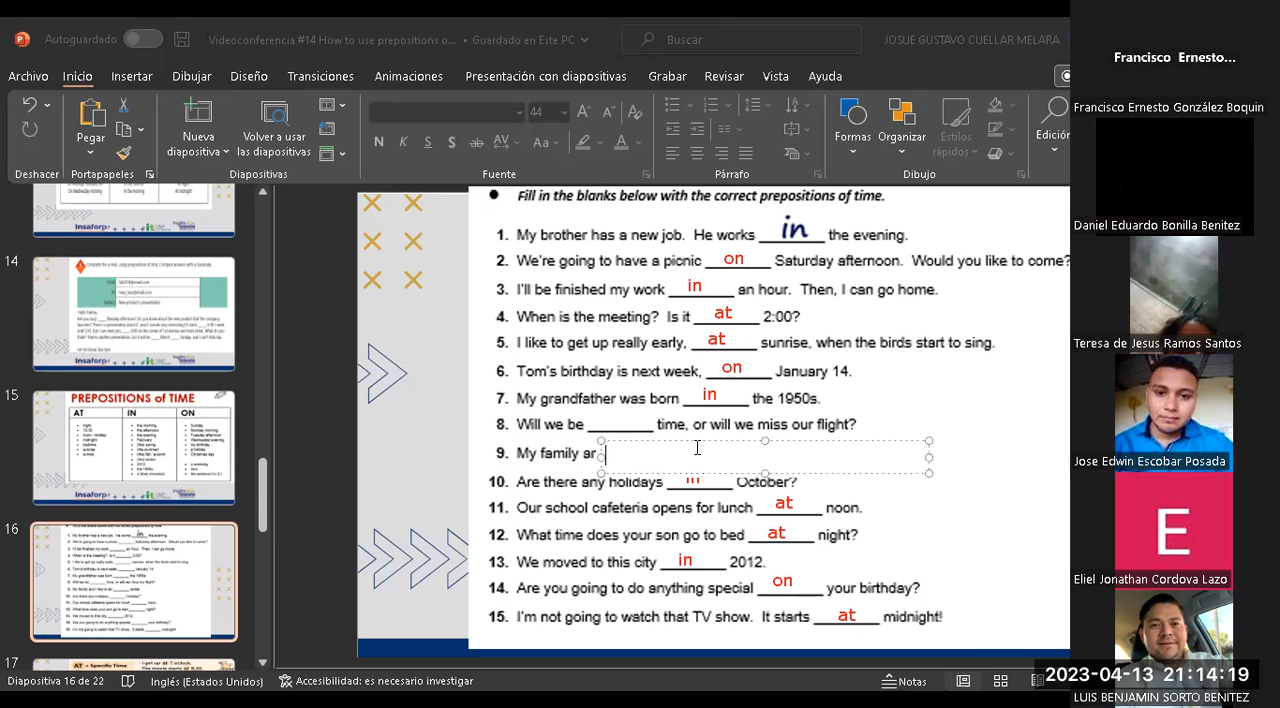 Autoguardado
Videoconferencia #14 How to use prepositions o... • Guardado en Este PC
Buscar
JOSUE GUSTAVO CUELLAR MELARA
Archivo Inicio Insertar Dibujar Diseño Transiciones Animaciones Presentación con diapositivas Grabar Revisar Vista Ayuda
Pegar
Nueva diapositiva
Volver a usar las diapositivas
44
N K S S ab AV Aa A
Formas Organizar Estilos rápidos Edición
Deshacer Portapapeles Diapositivas Fuente Párrafo Dibujo
14
15
PREPOSITIONS of TIME
AT IN ON
16
17
Insaforp
• Fill in the blanks below with the correct prepositions of time.
1. My brother has a new job. He works in the evening.
2. We're going to have a picnic on Saturday afternoon. Would you like to come?
3. I'll be finished my work in an hour. Then I can go home.
4. When is the meeting? Is it at 2:00?
5. I like to get up really early, at sunrise, when the birds start to sing.
6. Tom's birthday is next week, on January 14.
7. My grandfather was born in the 1950s.
8. Will we be ______ time, or will we miss our flight?
9. My family ar
10. Are there any holidays in October?
11. Our school cafeteria opens for lunch at noon.
12. What time does your son go to bed at night?
13. We moved to this city in 2012.
14. Are you going to do anything special on your birthday?
15. I'm not going to watch that TV show. It starts at midnight!
Diapositiva 16 de 22
Inglés (Estados Unidos)
Accesibilidad: es necesario investigar
Notas
Francisco Ernesto...
Francisco Ernesto González Boquin
Daniel Eduardo Bonilla Benitez
Teresa de Jesus Ramos Santos
Jose Edwin Escobar Posada
E
Eliel Jonathan Cordova Lazo
2023-04-13 21:14:19
LUIS BENJAMIN SORTO BENITEZ